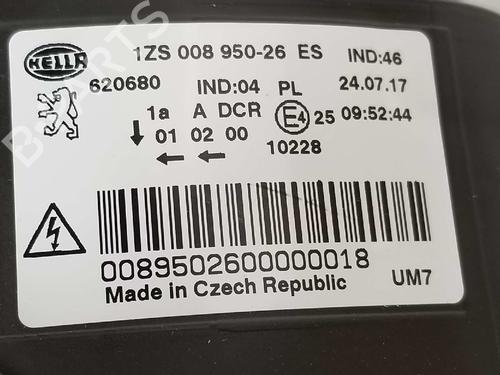 HELLA
1ZS 008 950-26 ES IND:46
620680 IND:04 PL 24.07.17
1a A DCR E4 25 09:52:44
01 02 00
10228
00895026000000018
Made in Czech Republic UM7